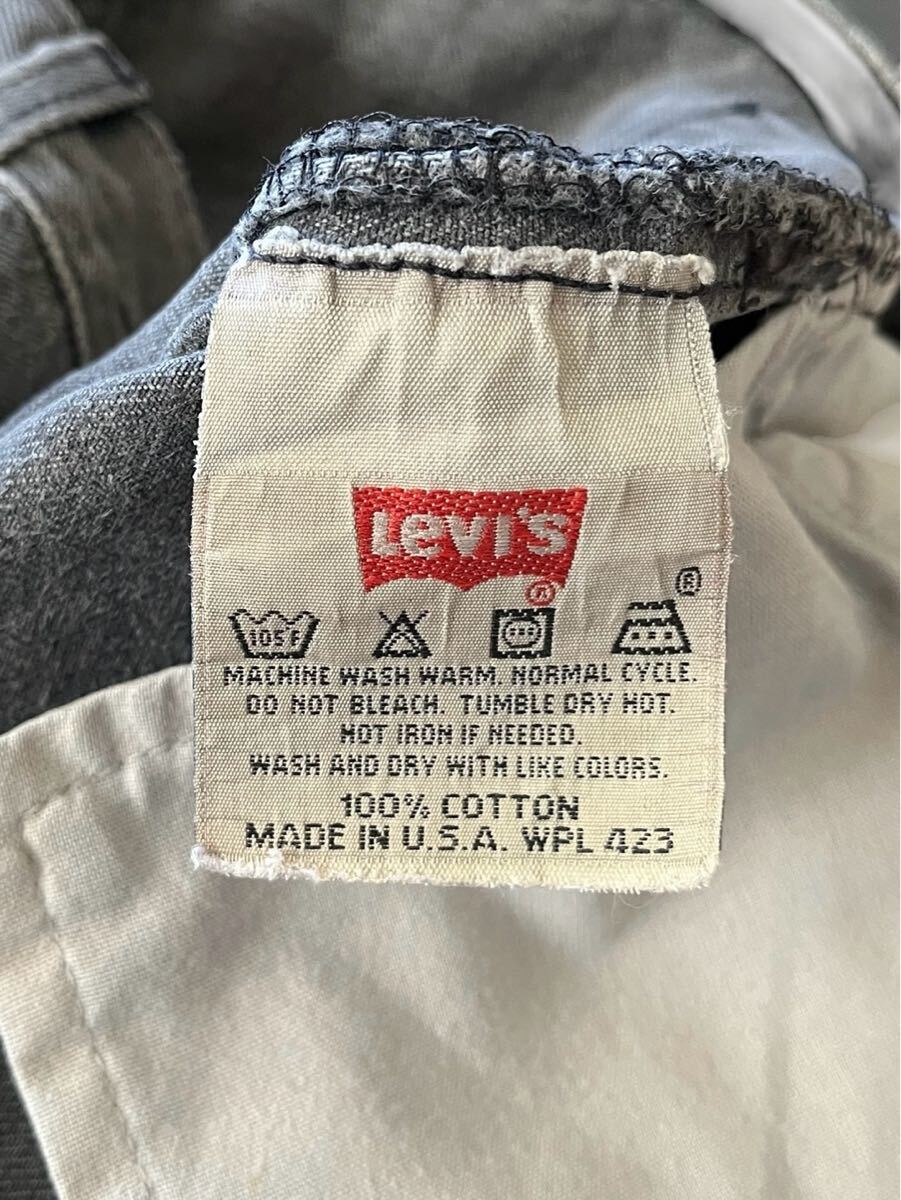 Levi's
®
®
105°F
MACHINE WASH WARM. NORMAL CYCLE.
DO NOT BLEACH. TUMBLE DRY HOT.
HOT IRON IF NEEDED.
WASH AND DRY WITH LIKE COLORS.
100% COTTON
MADE IN U.S.A. WPL 423